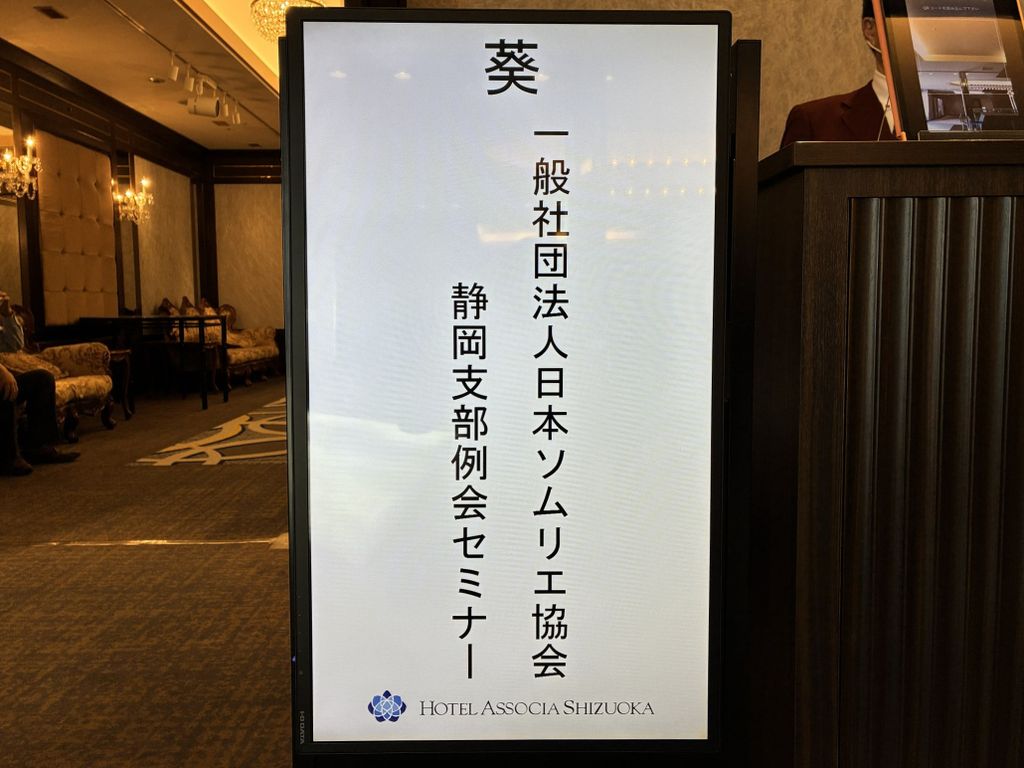 葵
一般社団法人日本ソムリエ協会
静岡支部例会セミナー
HOTEL ASSOCIA SHIZUOKA
I-O DATA